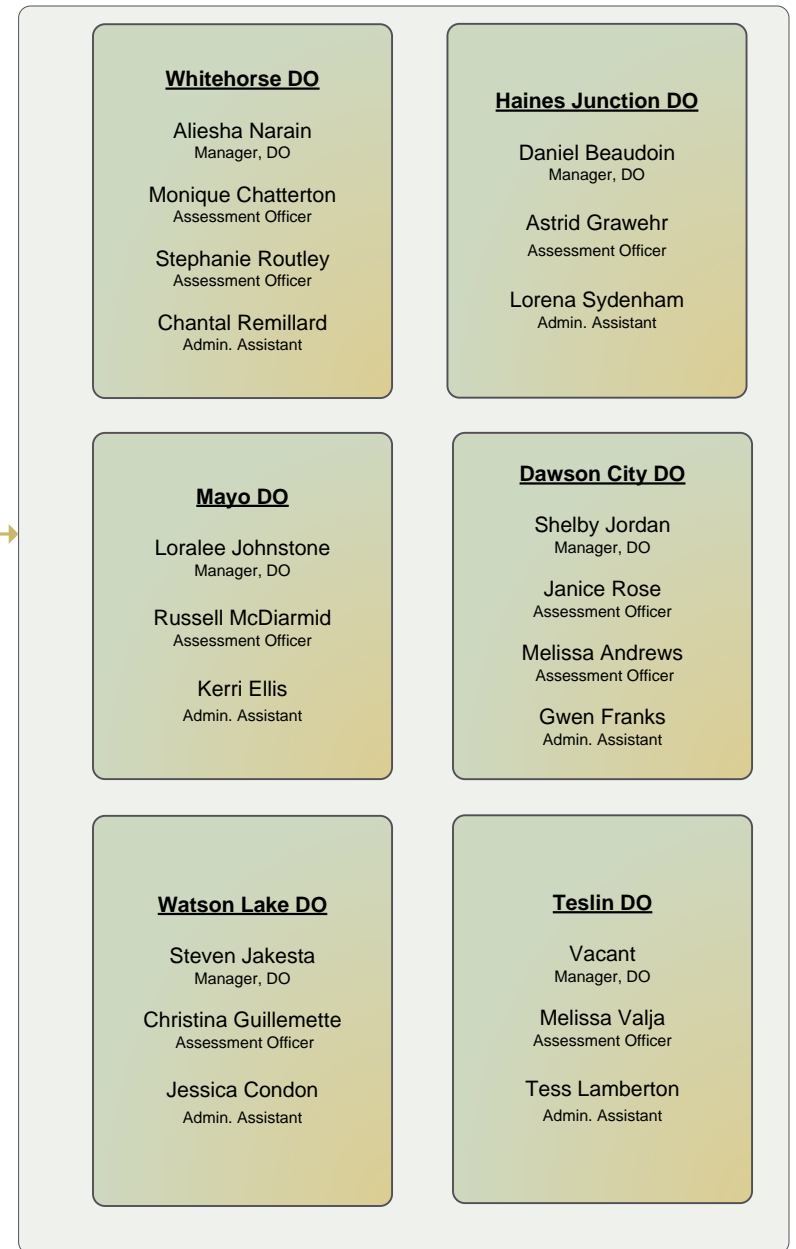 Whitehorse DO
Aliesha Narain
Manager, DO
Monique Chatterton
Assessment Officer
Stephanie Routley
Assessment Officer
Chantal Remillard
Admin. Assistant
Haines Junction DO
Daniel Beaudoin
Manager, DO
Astrid Grawehr
Assessment Officer
Lorena Sydenham
Admin. Assistant
Mayo DO
Loralee Johnstone
Manager, DO
Russell McDiarmid
Assessment Officer
Kerri Ellis
Admin. Assistant
Dawson City DO
Shelby Jordan
Manager, DO
Janice Rose
Assessment Officer
Melissa Andrews
Assessment Officer
Gwen Franks
Admin. Assistant
Watson Lake DO
Steven Jakesta
Manager, DO
Christina Guillemette
Assessment Officer
Jessica Condon
Admin. Assistant
Teslin DO
Vacant
Manager, DO
Melissa Valja
Assessment Officer
Tess Lamberton
Admin. Assistant